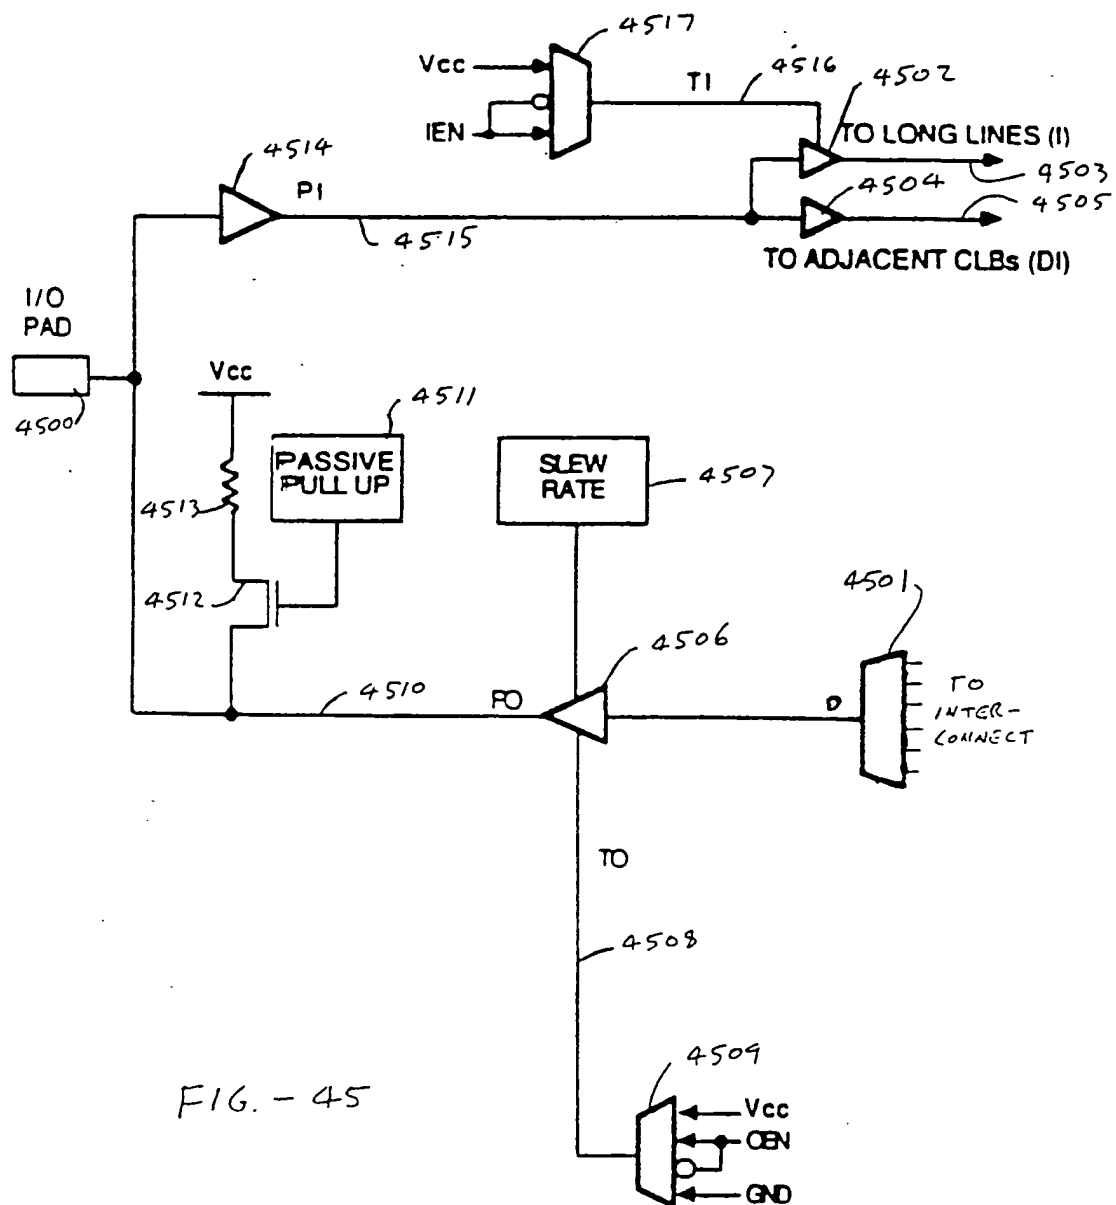 4517
Vcc
TI
4516
4502
IEN
TO LONG LINES (I)
4503
4514
PI
4504
4515
4505
TO ADJACENT CLBs (DI)
I/O
PAD
4500
Vcc
4511
PASSIVE
PULL UP
4513
SLEW
RATE
4507
4512
4501
4506
4510
PO
D
TO
INTER-
CONNECT
TO
4508
4509
FIG. - 45
Vcc
OEN
GND